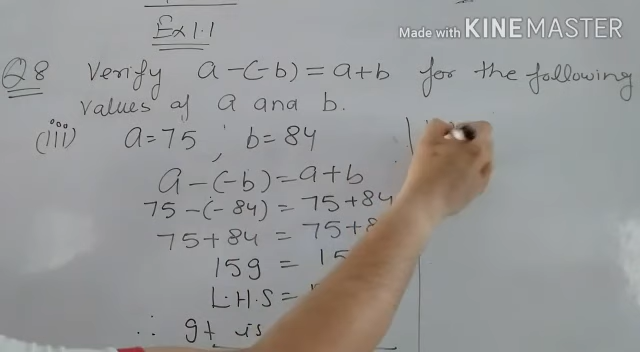 Made with KINEMASTER
Ex 1.1
Q8 Verify a-(-b)=a+b for the following
values of a and b.
(iii) a=75, b=84
a-(-b)=a+b
75-(-84)=75+84
75+84=75+8
159=15
L.H.S=
∴ It is